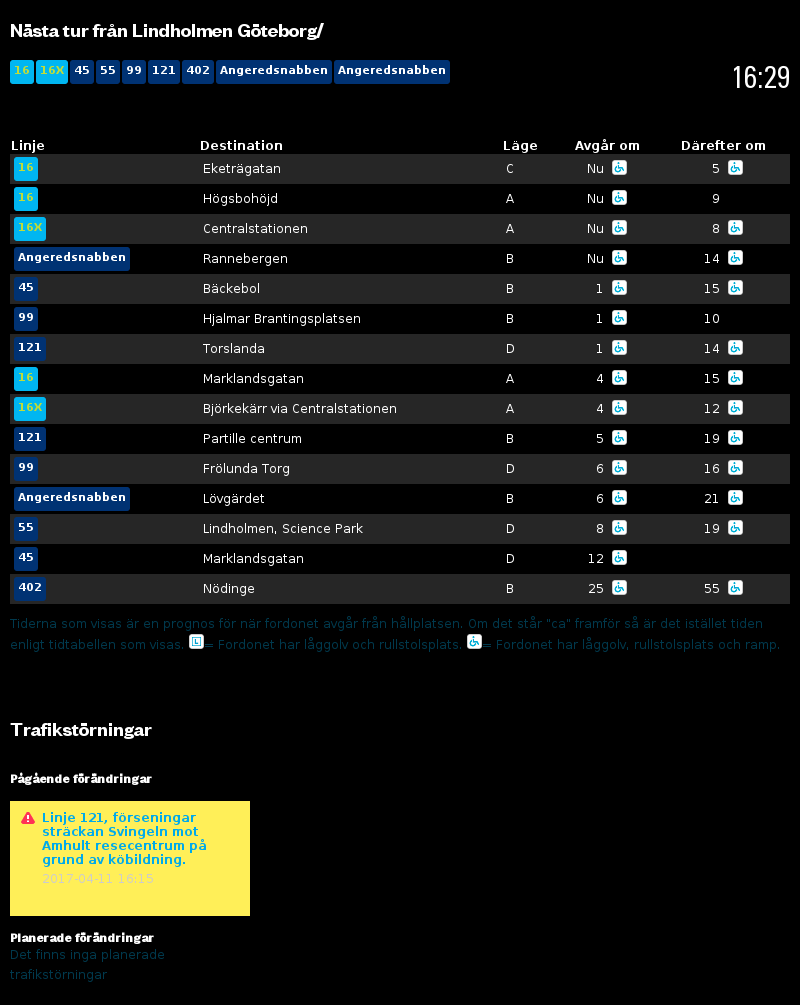 Nästa tur från Lindholmen Göteborg/
16 16X 45 55 99 121 402 Angeredsnabben Angeredsnabben
16:29
Linje Destination Läge Avgår om Därefter om
16 Eketrägatan C Nu 5
16 Högsbohöjd A Nu 9
16X Centralstationen A Nu 8
Angeredsnabben Rannebergen B Nu 14
45 Bäckebol B 1 15
99 Hjalmar Brantingsplatsen B 1 10
121 Torslanda D 1 14
16 Marklandsgatan A 4 15
16X Björkekärr via Centralstationen A 4 12
121 Partille centrum B 5 19
99 Frölunda Torg D 6 16
Angeredsnabben Lövgärdet B 6 21
55 Lindholmen, Science Park D 8 19
45 Marklandsgatan D 12
402 Nödinge B 25 55
Tiderna som visas är en prognos för när fordonet avgår från hållplatsen. Om det står "ca" framför så är det istället tiden
enligt tidtabellen som visas. L = Fordonet har låggolv och rullstolsplats. = Fordonet har låggolv, rullstolsplats och ramp.
Trafikstörningar
Pågående förändringar
Linje 121, förseningar
sträckan Svingeln mot
Amhult resecentrum på
grund av köbildning.
2017-04-11 16:15
Planerade förändringar
Det finns inga planerade
trafikstörningar